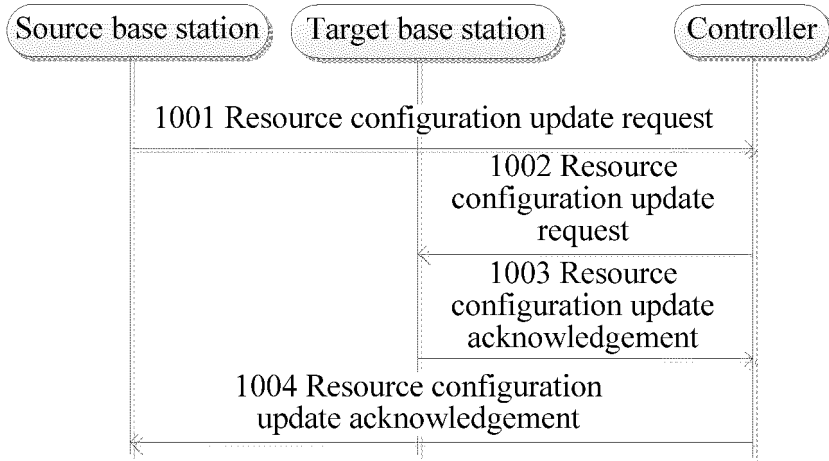 Source base station
Target base station
Controller
1001 Resource configuration update request
1002 Resource
configuration update
request
1003 Resource
configuration update
acknowledgement
1004 Resource configuration
update acknowledgement